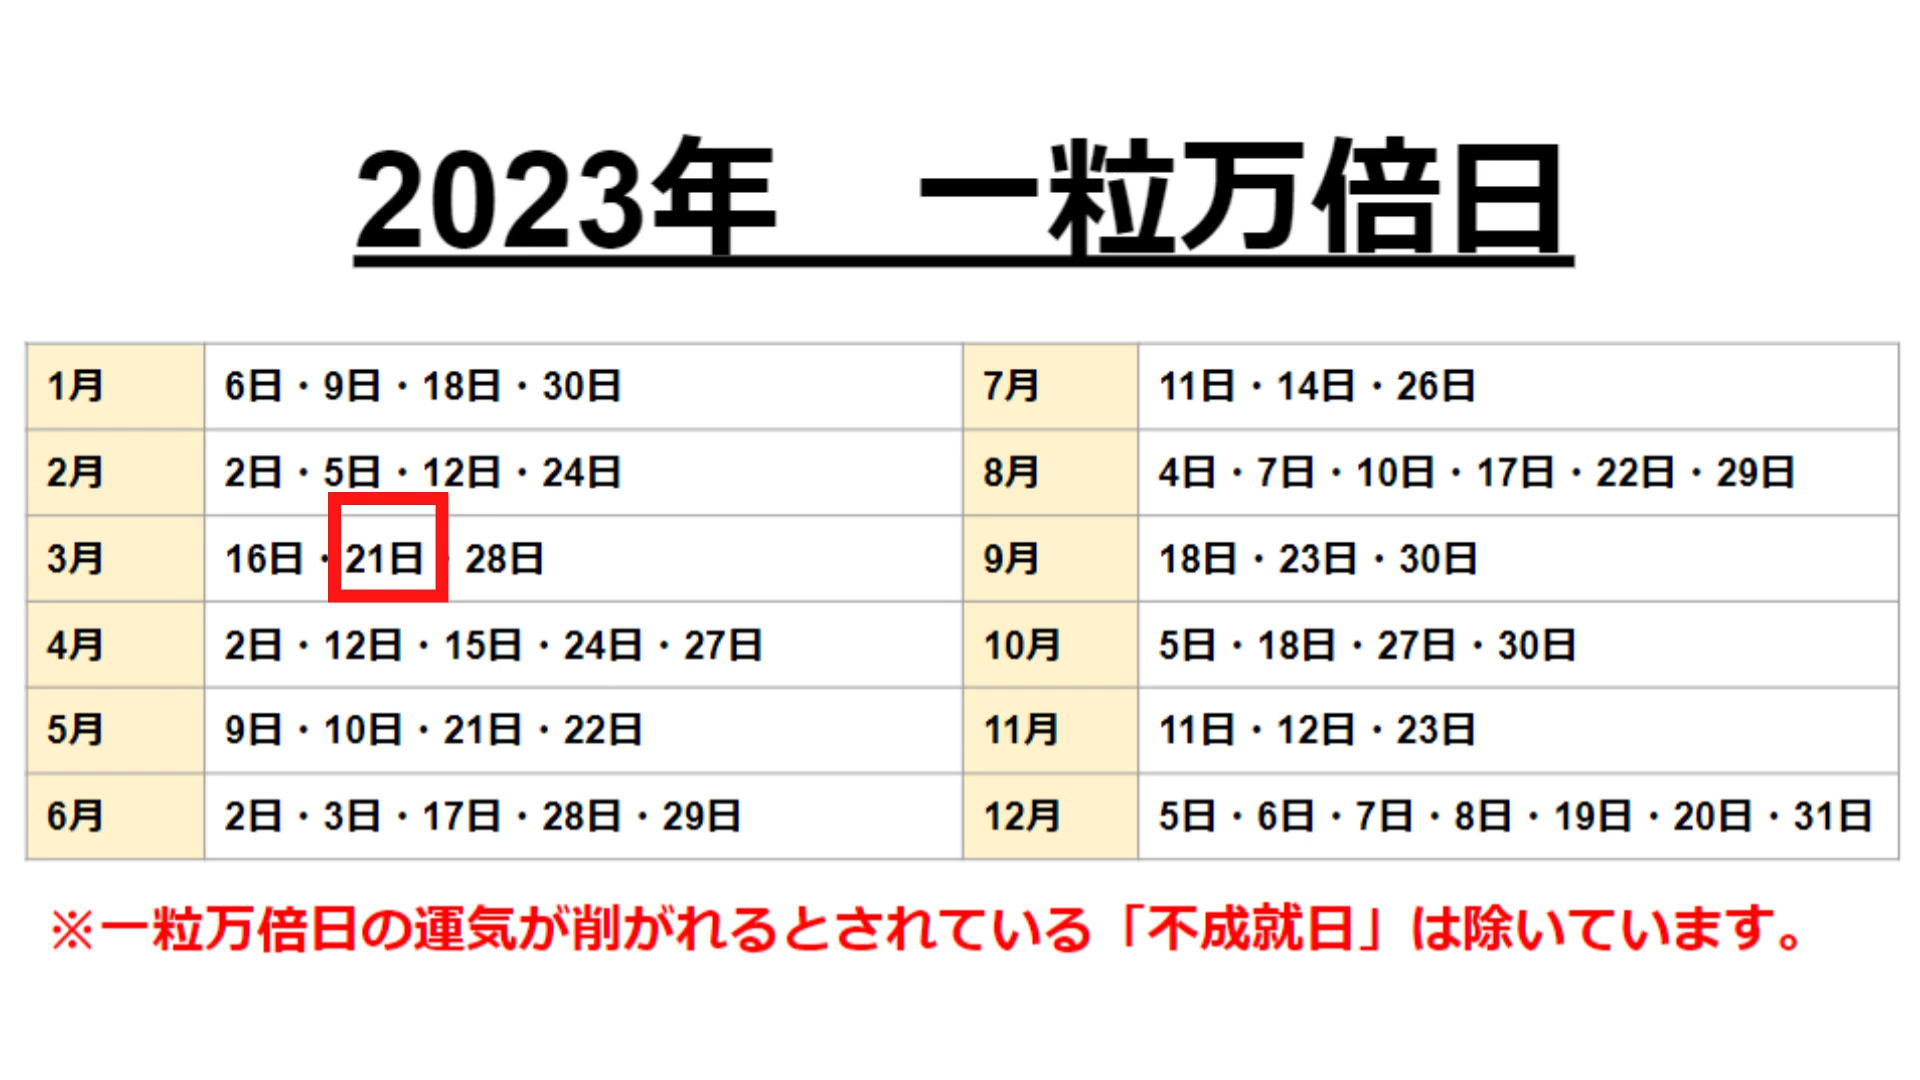 2023年　一粒万倍日
1月 6日・9日・18日・30日 7月 11日・14日・26日
2月 2日・5日・12日・24日 8月 4日・7日・10日・17日・22日・29日
3月 16日・21日・28日 9月 18日・23日・30日
4月 2日・12日・15日・24日・27日 10月 5日・18日・27日・30日
5月 9日・10日・21日・22日 11月 11日・12日・23日
6月 2日・3日・17日・28日・29日 12月 5日・6日・7日・8日・19日・20日・31日
※一粒万倍日の運気が削がれるとされている「不成就日」は除いています。